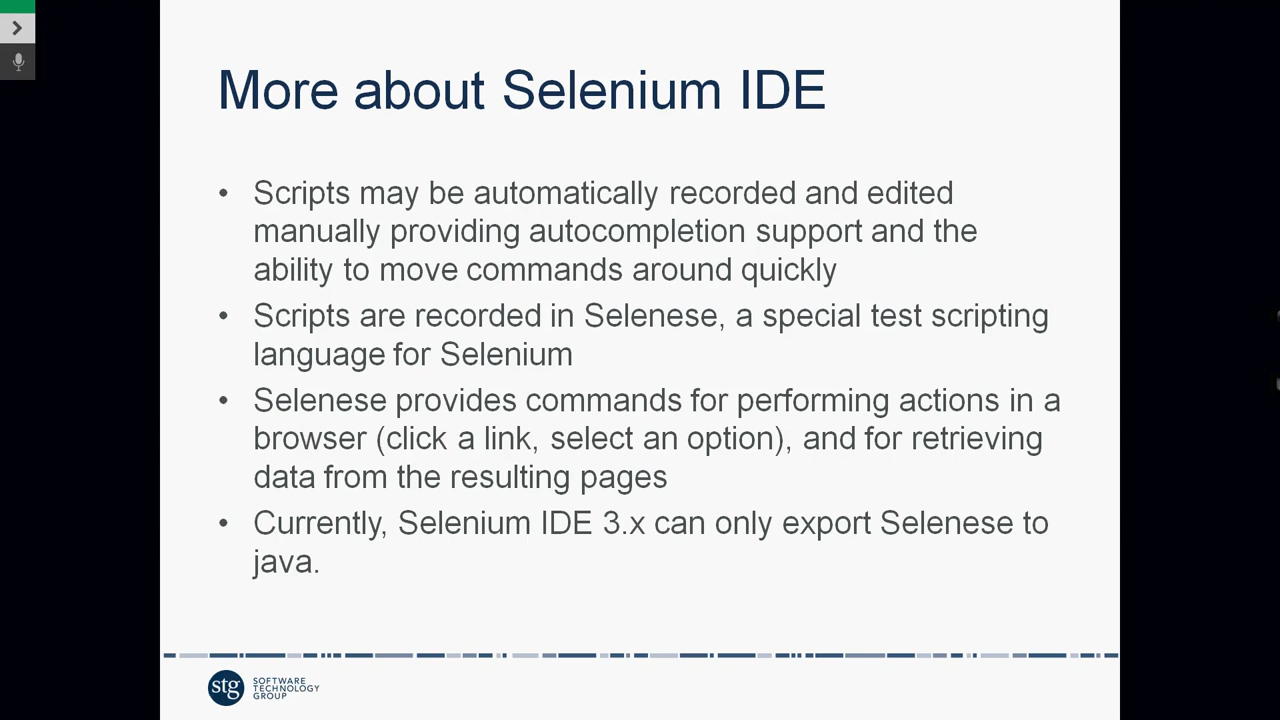 More about Selenium IDE
• Scripts may be automatically recorded and edited
manually providing autocompletion support and the
ability to move commands around quickly
• Scripts are recorded in Selenese, a special test scripting
language for Selenium
• Selenese provides commands for performing actions in a
browser (click a link, select an option), and for retrieving
data from the resulting pages
• Currently, Selenium IDE 3.x can only export Selenese to
java.
stg
SOFTWARE
TECHNOLOGY
GROUP